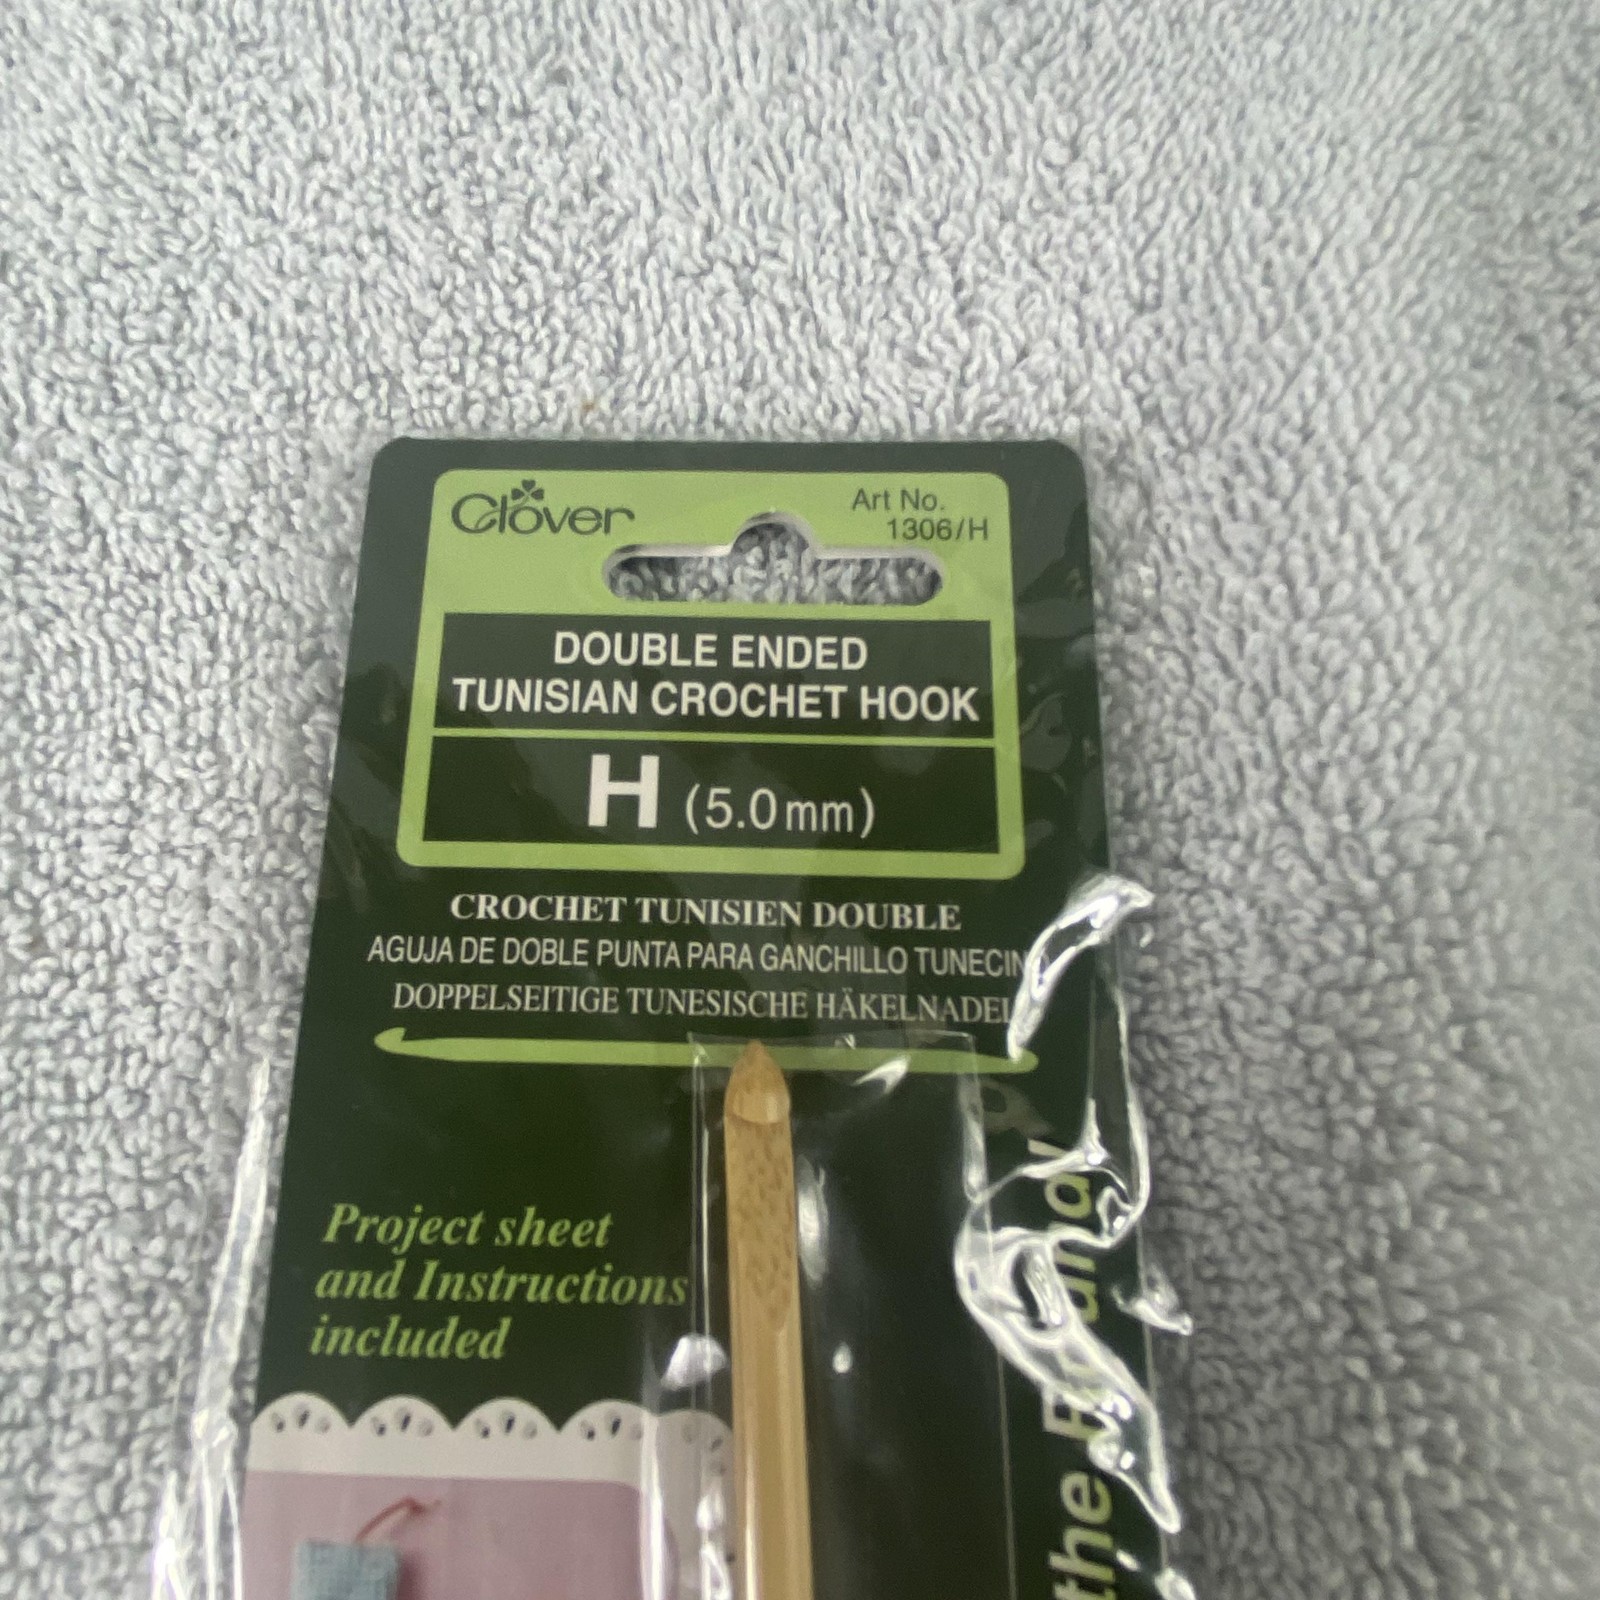 Clover
Art No.
1306/H
DOUBLE ENDED
TUNISIAN CROCHET HOOK
H (5.0mm)
CROCHET TUNISIEN DOUBLE
AGUJA DE DOBLE PUNTA PARA GANCHILLO
DOPPELSEITIGE TUNESISCHE HÄKELNADEL
Project sheet
and Instructions
included
the